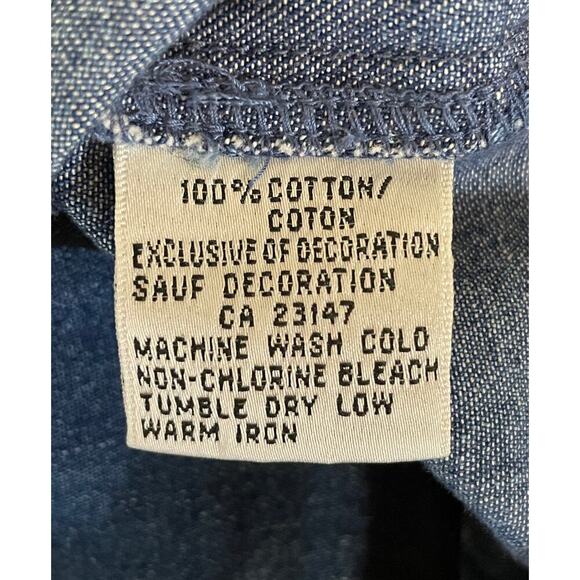 100% COTTON/
COTON
EXCLUSIVE OF DECORATION
SAUF DECORATION
CA 23147
MACHINE WASH COLD
NON-CHLORINE BLEACH
TUMBLE DRY LOW
WARM IRON